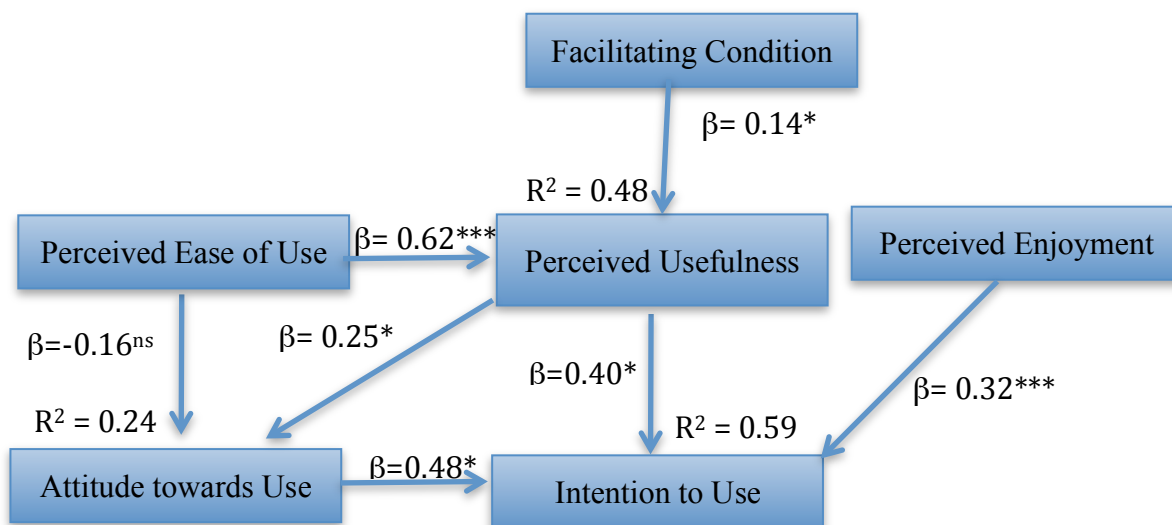 Facilitating Condition
β= 0.14*
R² = 0.48
Perceived Ease of Use
β= 0.62***
Perceived Usefulness
Perceived Enjoyment
β=-0.16ⁿˢ
β= 0.25*
β=0.40*
β= 0.32***
R² = 0.24
R² = 0.59
Attitude towards Use
β=0.48*
Intention to Use